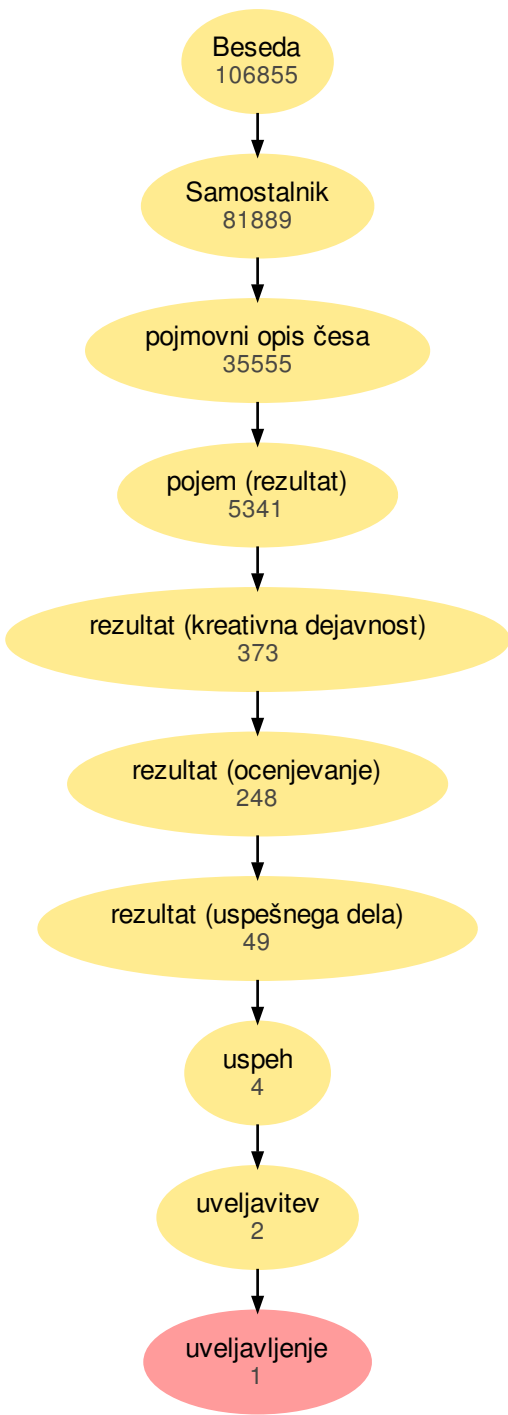 Beseda
106855
Samostalnik
81889
pojmovni opis česa
35555
pojem (rezultat)
5341
rezultat (kreativna dejavnost)
373
rezultat (ocenjevanje)
248
rezultat (uspešnega dela)
49
uspeh
4
uveljavitev
2
uveljavljenje
1